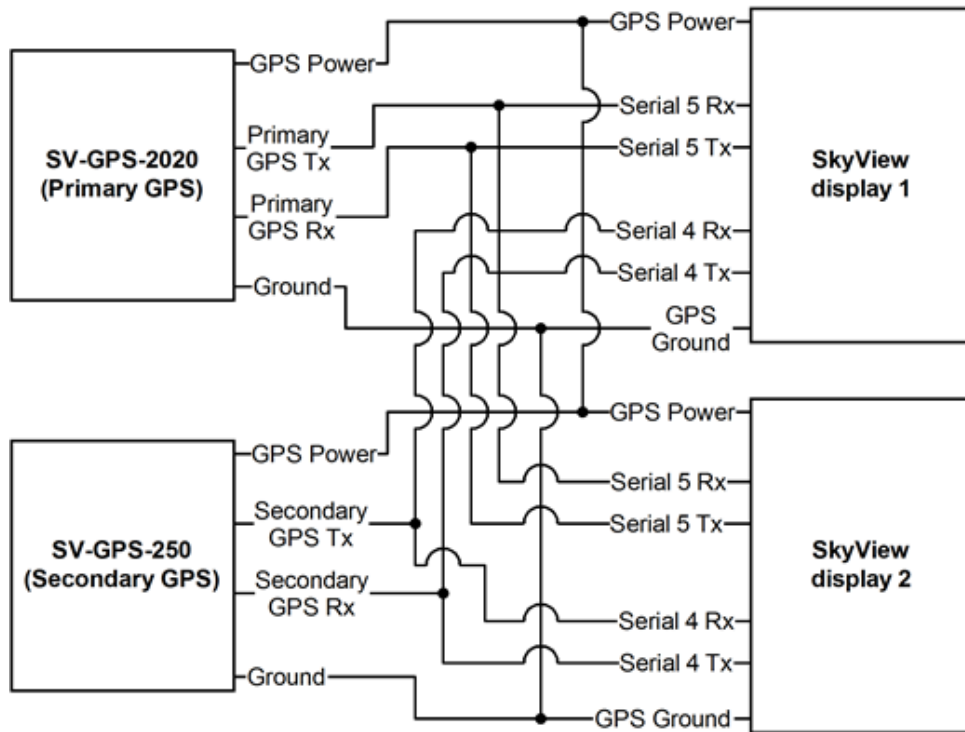 SV-GPS-2020
(Primary GPS)
GPS Power
Primary
GPS Tx
Primary
GPS Rx
Ground
GPS Power
Serial 5 Rx
Serial 5 Tx
Serial 4 Rx
Serial 4 Tx
GPS
Ground
SkyView
display 1
SV-GPS-250
(Secondary GPS)
GPS Power
Secondary
GPS Tx
Secondary
GPS Rx
Ground
GPS Power
Serial 5 Rx
Serial 5 Tx
Serial 4 Rx
Serial 4 Tx
GPS Ground
SkyView
display 2